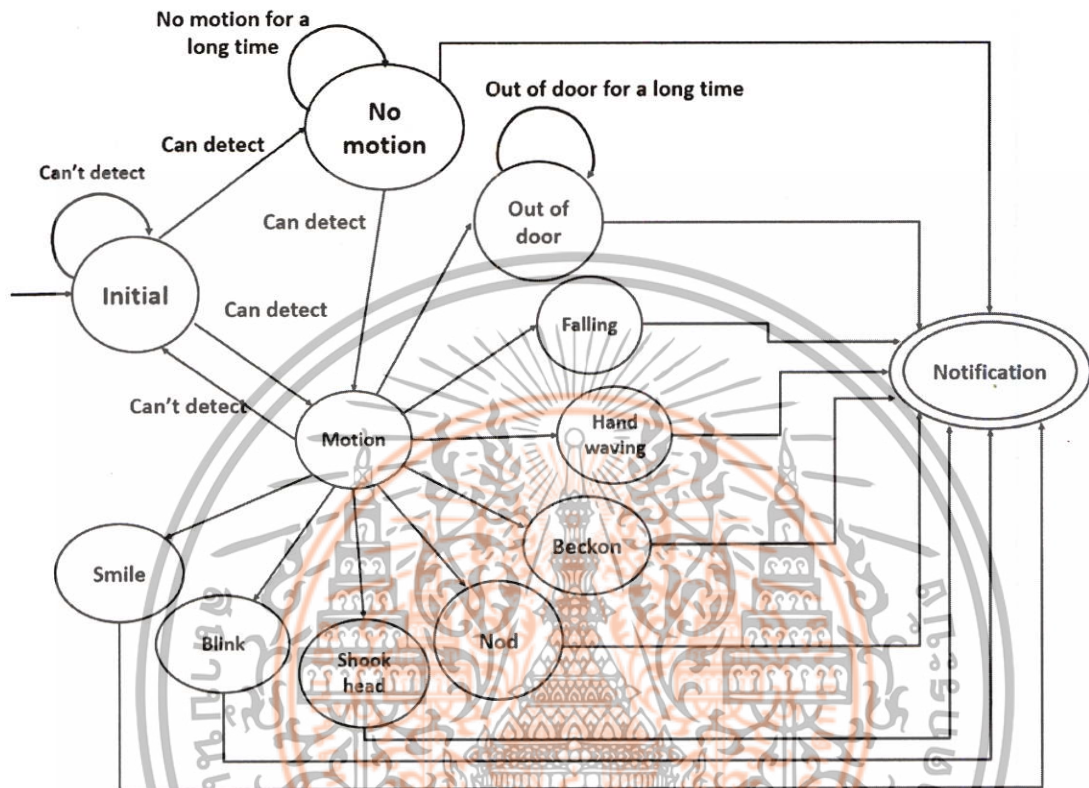 No motion for a
long time
No
motion
Out of door for a long time
Can detect
Can't detect
Can detect
Out of
door
Initial
Can detect
Falling
Notification
Can't detect
Motion
Hand
waving
Beckon
Smile
Blink
Nod
Shook
head